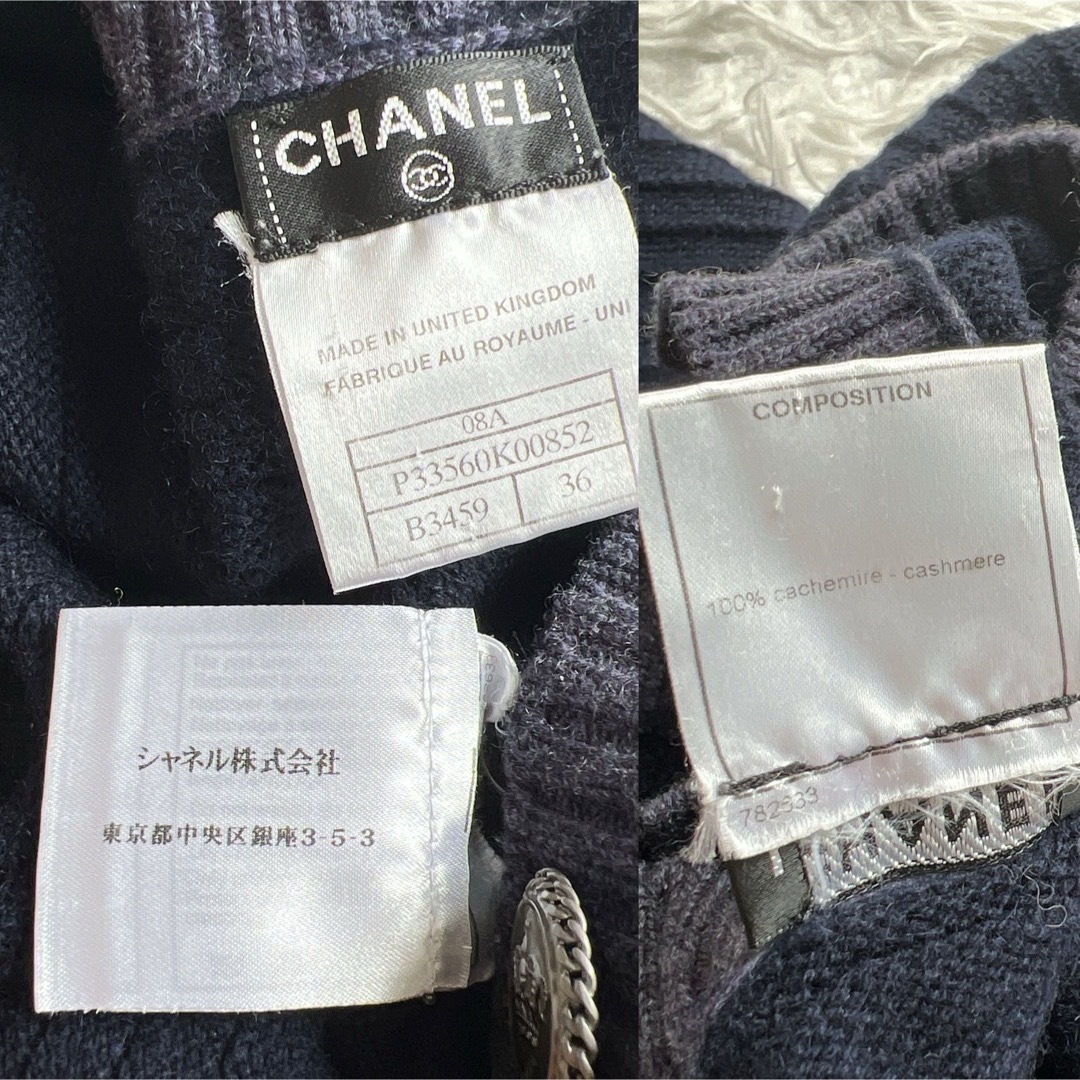 CHANEL
MADE IN UNITED KINGDOM
FABRIQUE AU ROYAUME - UNI
08A
P33560K00852
B3459 36
シャネル株式会社
東京都中央区銀座3-5-3
COMPOSITION
100% cachemire - cashmere